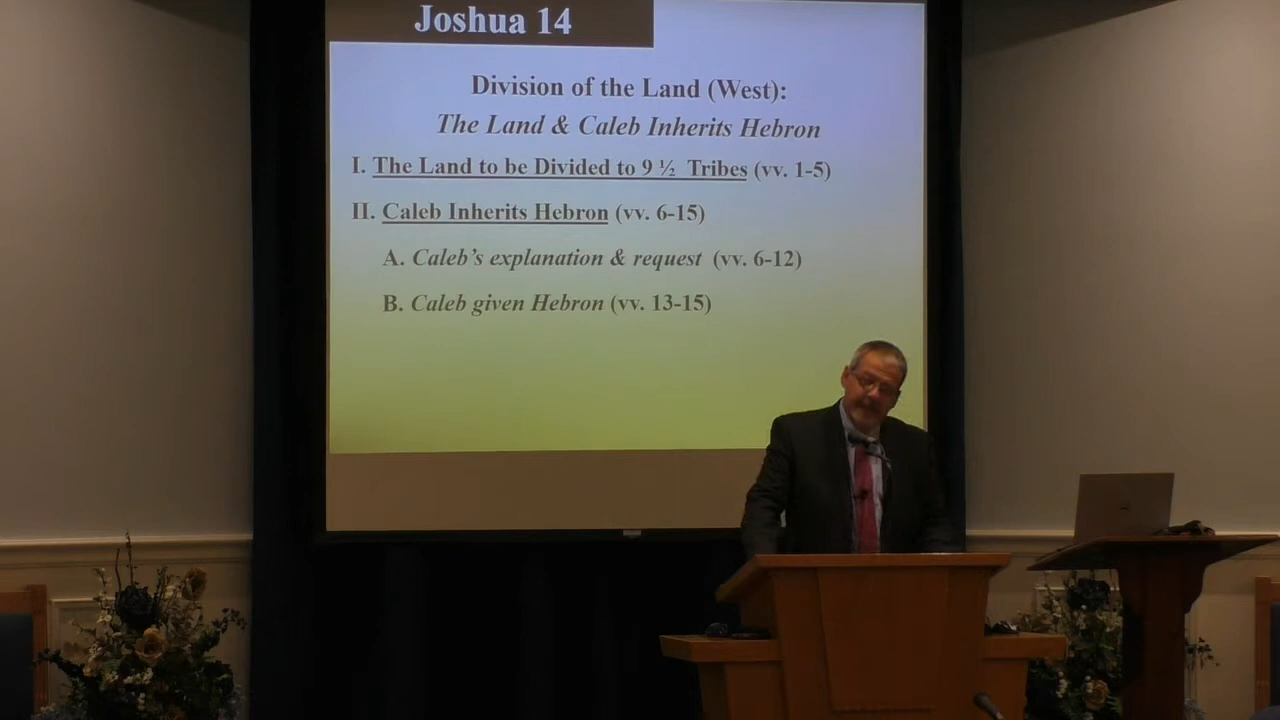 Joshua 14
Division of the Land (West):
The Land & Caleb Inherits Hebron
I. The Land to be Divided to 9 ½ Tribes (vv. 1-5)
II. Caleb Inherits Hebron (vv. 6-15)
A. Caleb’s explanation & request (vv. 6-12)
B. Caleb given Hebron (vv. 13-15)